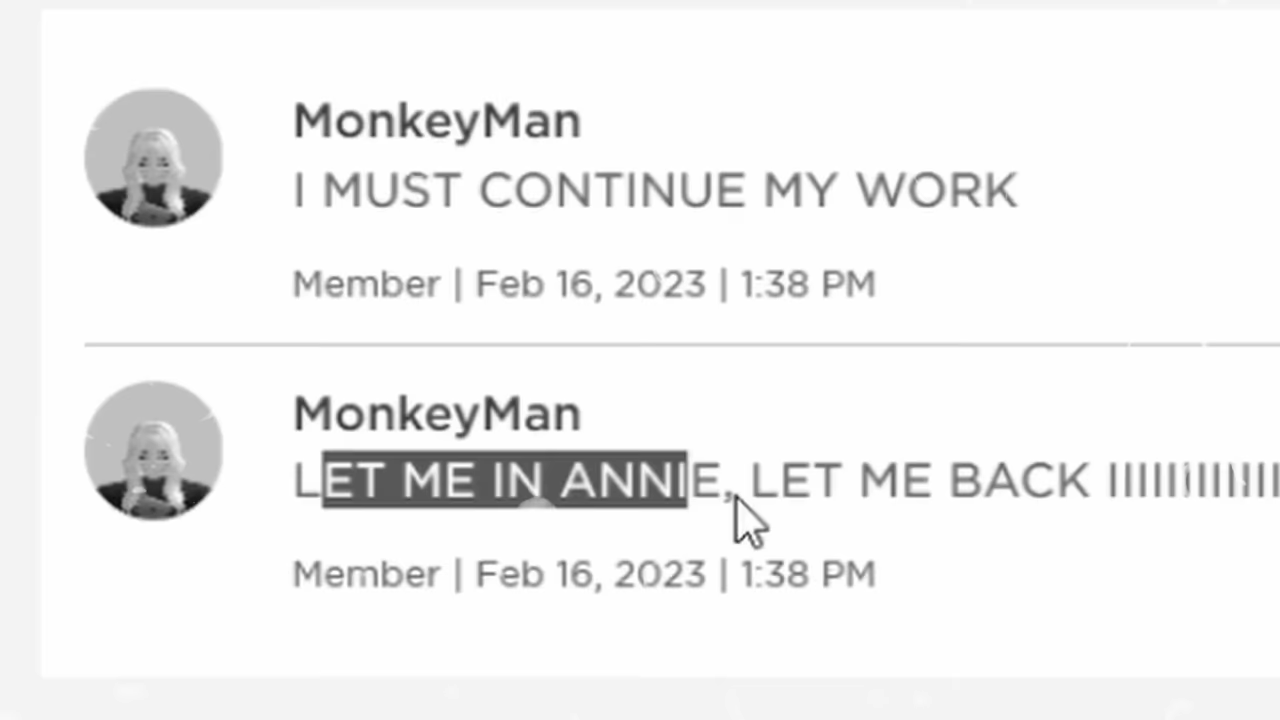 MonkeyMan
I MUST CONTINUE MY WORK
Member | Feb 16, 2023 | 1:38 PM
MonkeyMan
LET ME IN ANNIE, LET ME BACK IIIIIIIIIIIII
Member | Feb 16, 2023 | 1:38 PM